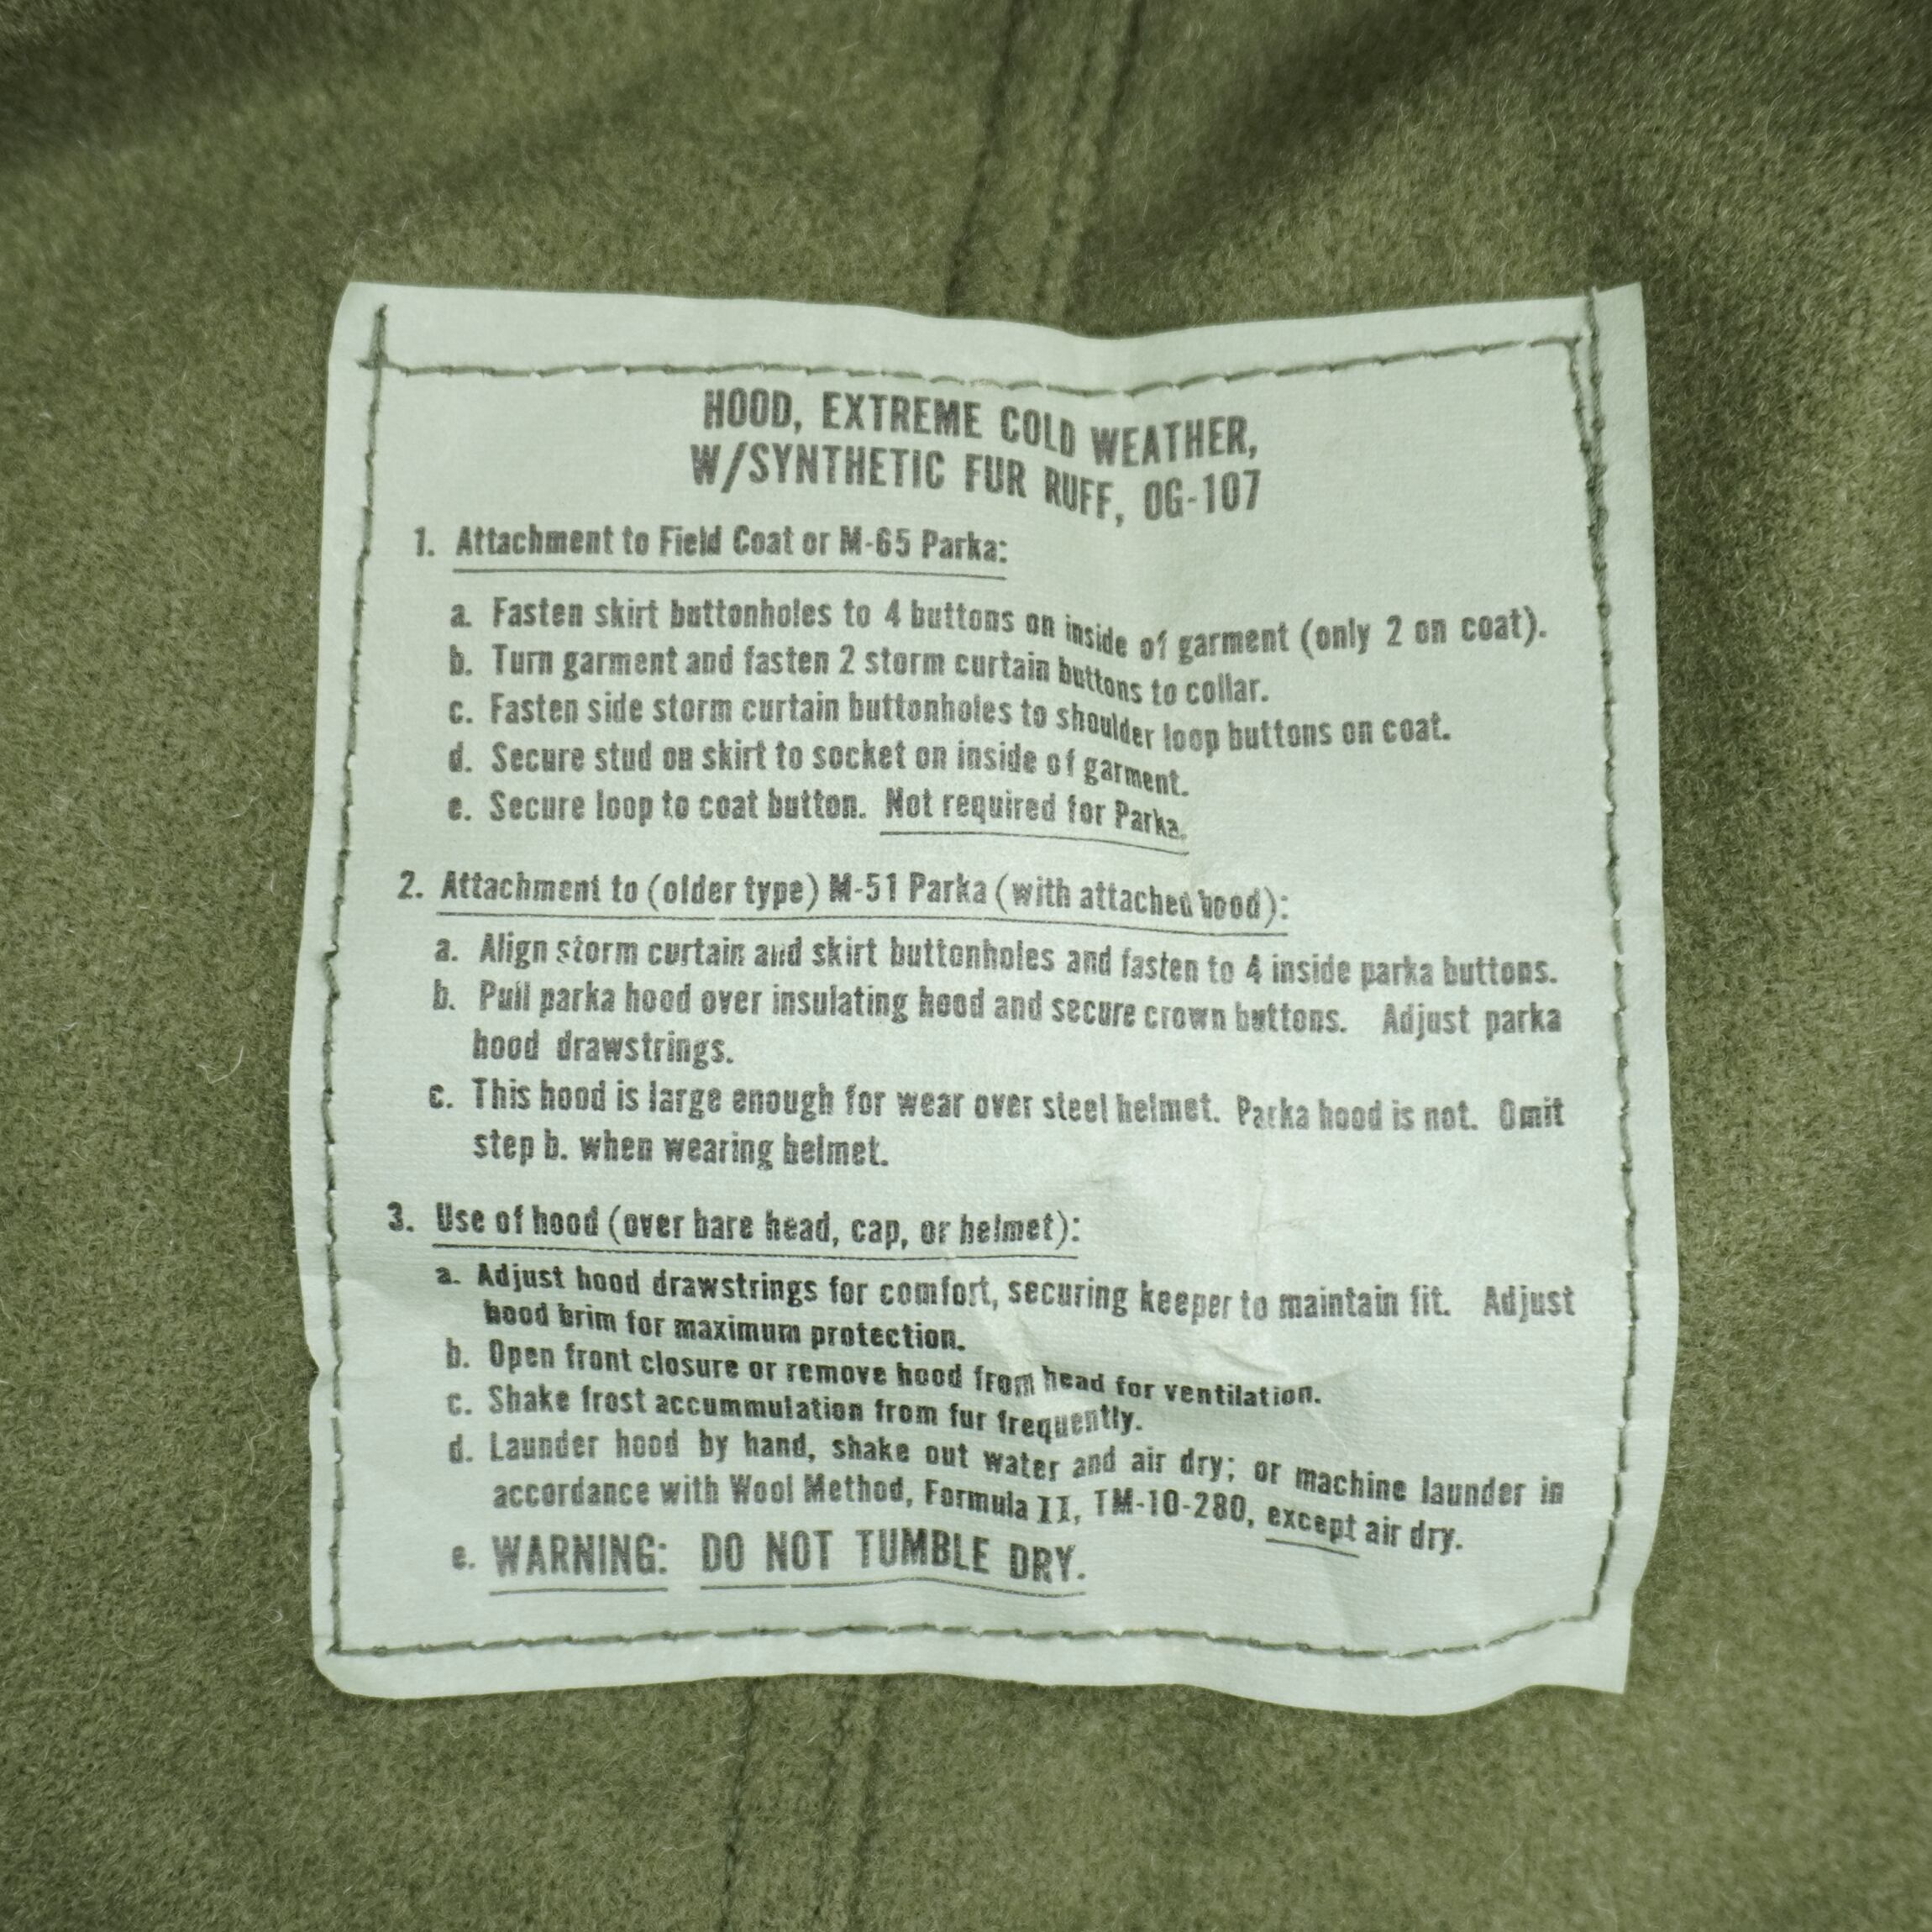 HOOD, EXTREME COLD WEATHER,
W/SYNTHETIC FUR RUFF, OG-107
1. Attachment to Field Coat or M-65 Parka:
a. Fasten skirt buttonholes to 4 buttons on inside of garment (only 2 on coat).
b. Turn garment and fasten 2 storm curtain buttons to collar.
c. Fasten side storm curtain buttonholes to shoulder loop buttons on coat.
d. Secure stud on skirt to socket on inside of garment.
e. Secure loop to coat button. Not required for Parka.
2. Attachment to (older type) M-51 Parka (with attached hood):
a. Align storm curtain and skirt buttonholes and fasten to 4 inside parka buttons.
b. Pull parka hood over insulating hood and secure crown buttons. Adjust parka
hood drawstrings.
c. This hood is large enough for wear over steel helmet. Parka hood is not. Omit
step b. when wearing helmet.
3. Use of hood (over bare head, cap, or helmet):
a. Adjust hood drawstrings for comfort, securing keeper to maintain fit. Adjust
hood brim for maximum protection.
b. Open front closure or remove hood from head for ventilation.
c. Shake frost accummulation from fur frequently.
d. Launder hood by hand, shake out water and air dry; or machine launder in
accordance with Wool Method, Formula II, TM-10-280, except air dry.
e. WARNING: DO NOT TUMBLE DRY.